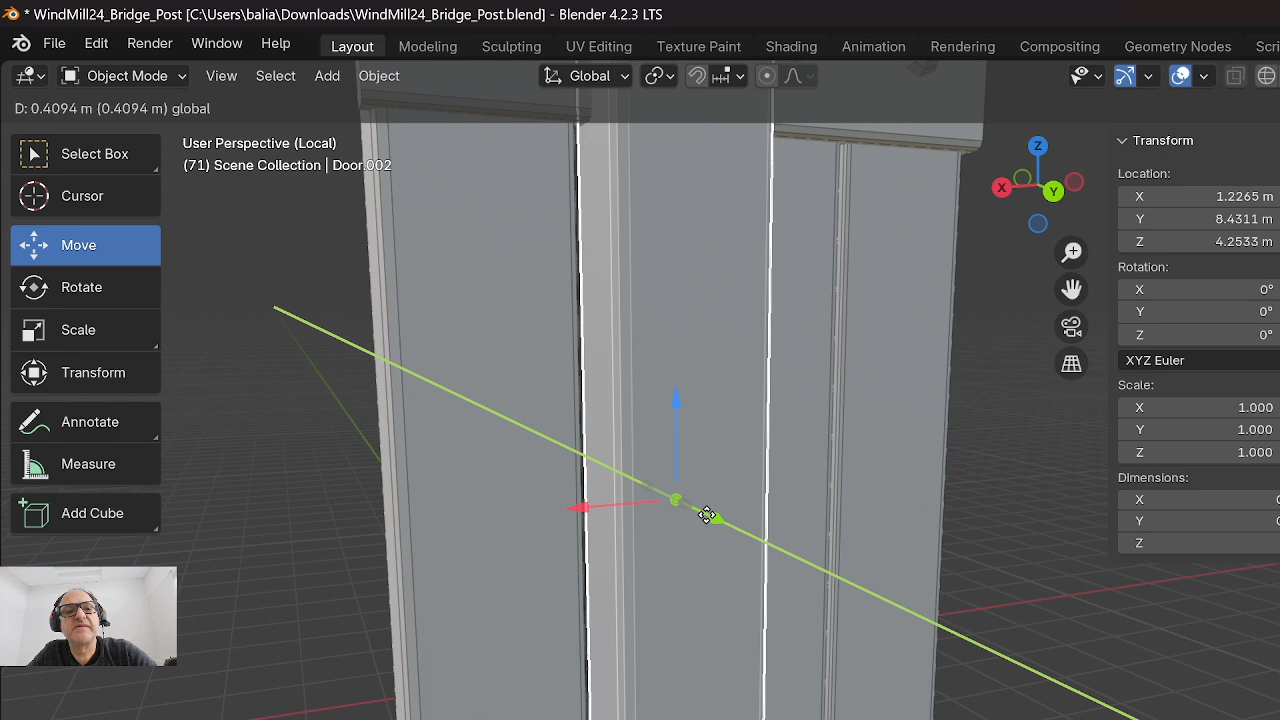 * WindMill24_Bridge_Post [C:\Users\balia\Downloads\WindMill24_Bridge_Post.blend] - Blender 4.2.3 LTS
File Edit Render Window Help Layout Modeling Sculpting UV Editing Texture Paint Shading Animation Rendering Compositing Geometry Nodes Scri
Object Mode View Select Add Object Global
D: 0.4094 m (0.4094 m) global
User Perspective (Local)
(71) Scene Collection | Door.002
Select Box
Cursor
Move
Rotate
Scale
Transform
Annotate
Measure
Add Cube
Z
X
Y
Transform
Location:
X 1.2265 m
Y 8.4311 m
Z 4.2533 m
Rotation:
X 0°
Y 0°
Z 0°
XYZ Euler
Scale:
X 1.000
Y 1.000
Z 1.000
Dimensions:
X 0
Y 0
Z